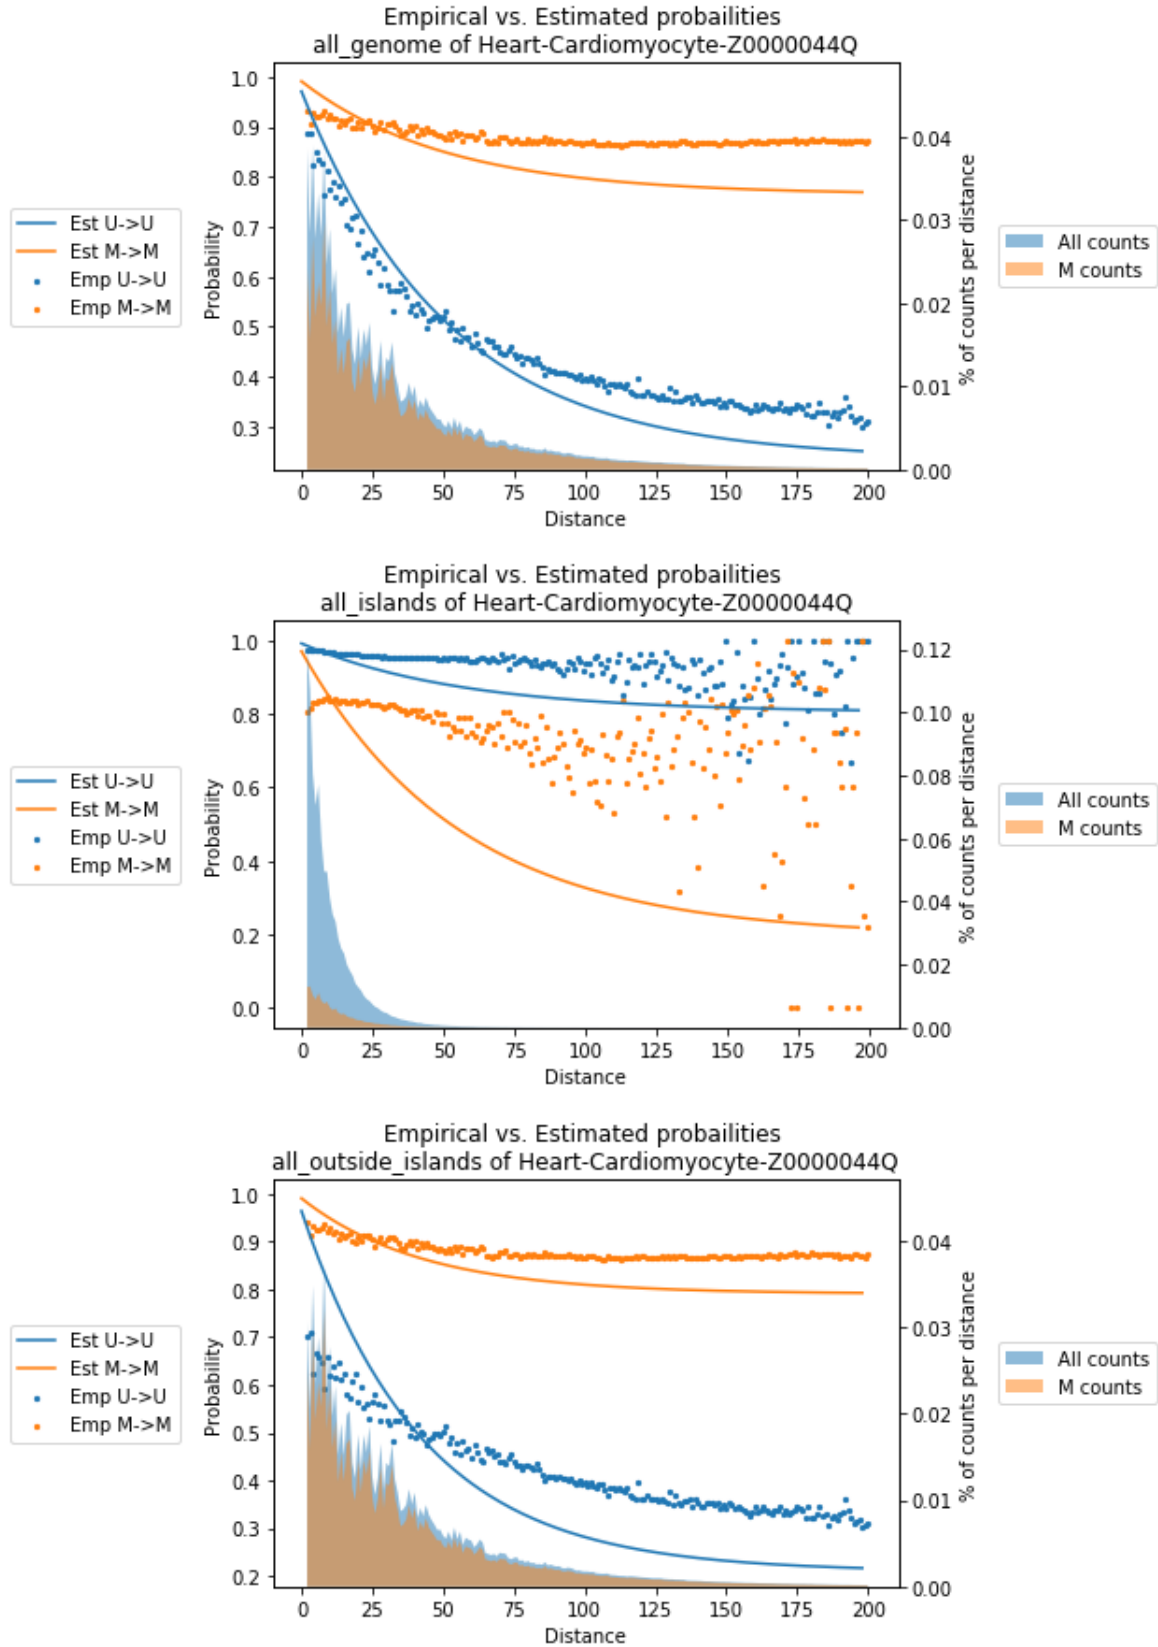 Empirical vs. Estimated probailities
all_genome of Heart-Cardiomyocyte-Z0000044Q
1.0
0.9
0.8
0.7
0.6
0.5
0.4
0.3
Probability
0.04
0.03
0.02
0.01
0.00
% of counts per distance
0 25 50 75 100 125 150 175 200
Distance
Est U->U
Est M->M
Emp U->U
Emp M->M
All counts
M counts
Empirical vs. Estimated probailities
all_islands of Heart-Cardiomyocyte-Z0000044Q
1.0
0.8
0.6
0.4
0.2
0.0
Probability
0.12
0.10
0.08
0.06
0.04
0.02
0.00
% of counts per distance
0 25 50 75 100 125 150 175 200
Distance
Est U->U
Est M->M
Emp U->U
Emp M->M
All counts
M counts
Empirical vs. Estimated probailities
all_outside_islands of Heart-Cardiomyocyte-Z0000044Q
1.0
0.9
0.8
0.7
0.6
0.5
0.4
0.3
0.2
Probability
0.04
0.03
0.02
0.01
0.00
% of counts per distance
0 25 50 75 100 125 150 175 200
Distance
Est U->U
Est M->M
Emp U->U
Emp M->M
All counts
M counts